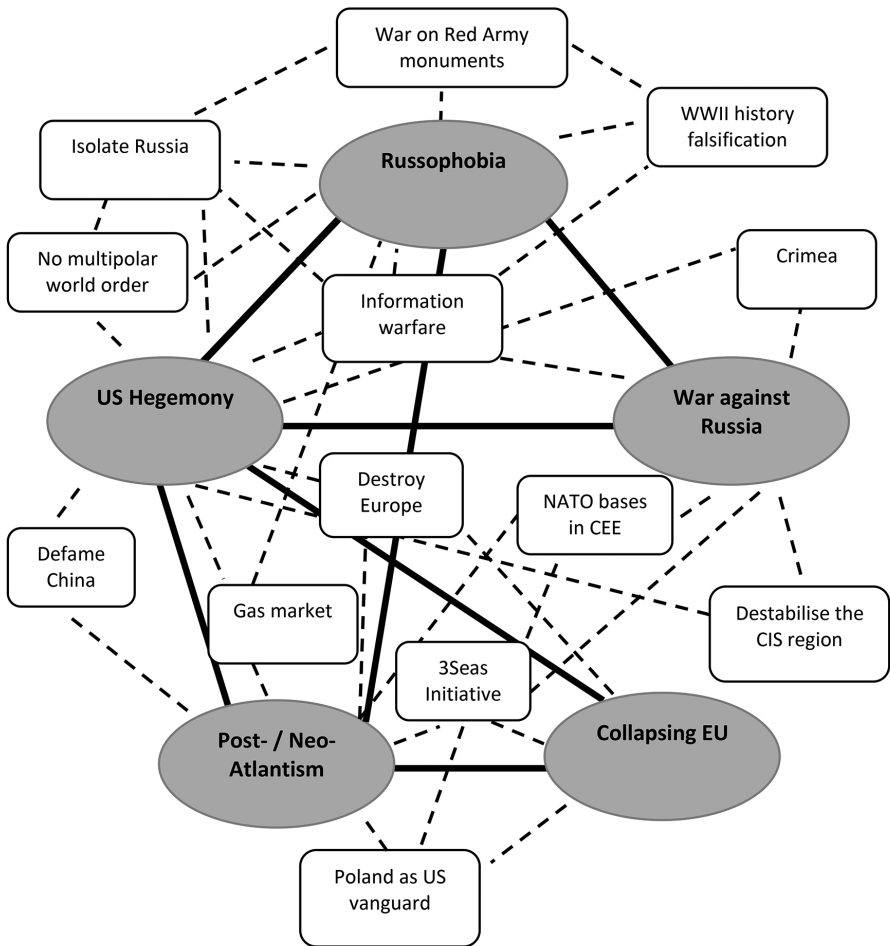 War on Red Army
monuments
WWII history
falsification
Isolate Russia
Russophobia
No multipolar
world order
Crimea
Information
warfare
US Hegemony
War against
Russia
Destroy
Europe
NATO bases
in CEE
Defame
China
Gas market
Destabilise the
CIS region
3Seas
Initiative
Post- / Neo-
Atlantism
Collapsing EU
Poland as US
vanguard